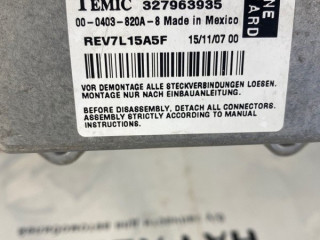 TEMIC 327963935
00-0403-820A-8 Made in Mexico
REV7L15A5F 15/11/07 00
VOR DEMONTAGE ALLE STECKVERBINDUNGEN LOESEN.
MONTAGE NUR NACH EINBAUANLEITUNG.
BEFORE DISASSEMBLY, DETACH ALL CONNECTORS.
ASSEMBLY STRICTLY ACCORDING TO MANUAL
INSTRUCTIONS.